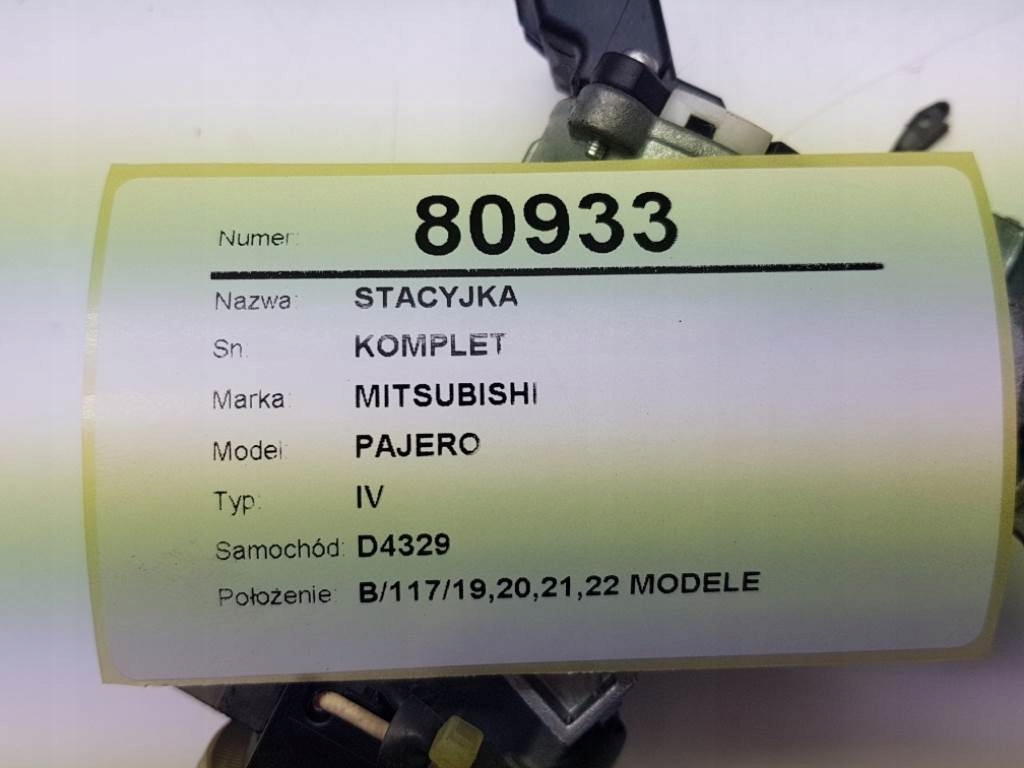 Numer: 80933
Nazwa: STACYJKA
Sn. KOMPLET
Marka: MITSUBISHI
Model: PAJERO
Typ: IV
Samochód: D4329
Położenie: B/117/19,20,21,22 MODELE